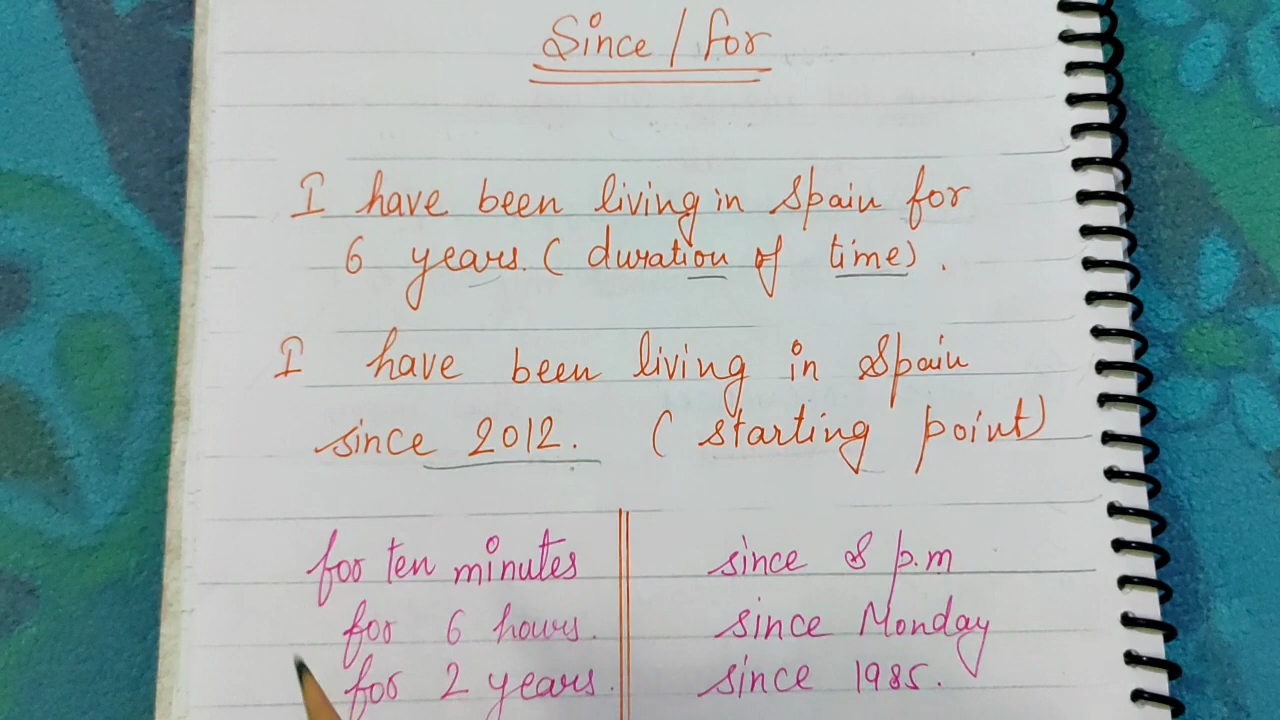 Since / for
I have been living in Spain for
6 years. ( duration of time) .
I have been living in Spain
since 2012. ( starting point)
for ten minutes since 8 p.m
for 6 hours. since Monday
for 2 years. since 1985.